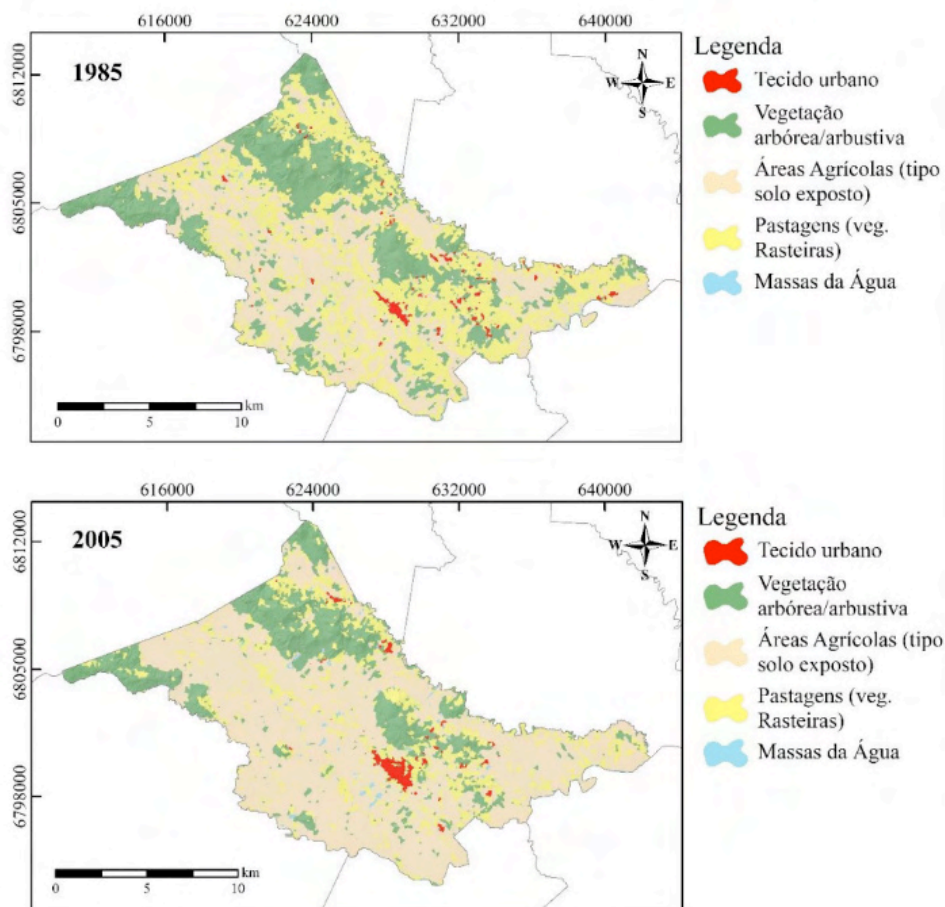 616000 624000 632000 640000
6812000
6805000
6798000
1985
N
W E
S
0 5 10 km
Legenda
Tecido urbano
Vegetação
arbórea/arbustiva
Áreas Agrícolas (tipo
solo exposto)
Pastagens (veg.
Rasteiras)
Massas da Água
616000 624000 632000 640000
6812000
6805000
6798000
2005
N
W E
S
0 5 10 km
Legenda
Tecido urbano
Vegetação
arbórea/arbustiva
Áreas Agrícolas (tipo
solo exposto)
Pastagens (veg.
Rasteiras)
Massas da Água